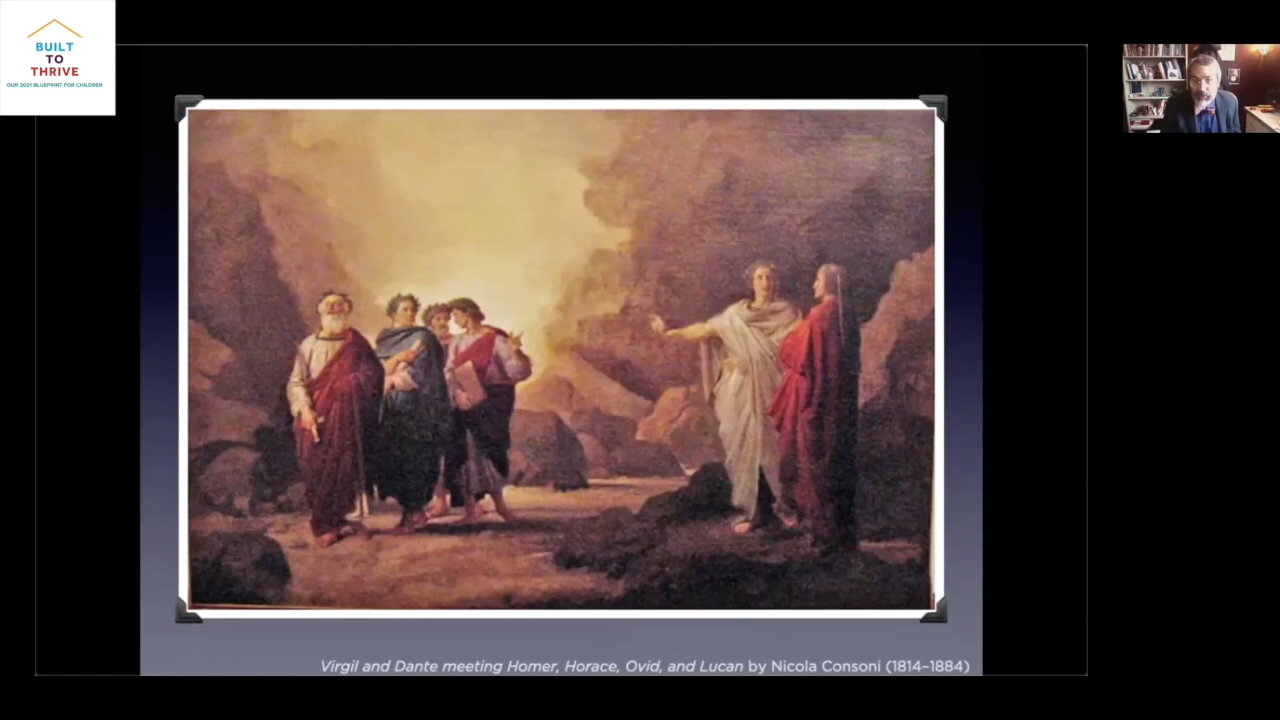 BUILT
TO
THRIVE
OUR 2021 BLUEPRINT FOR CHILDREN
Virgil and Dante meeting Homer, Horace, Ovid, and Lucan by Nicola Consoni (1814–1884)